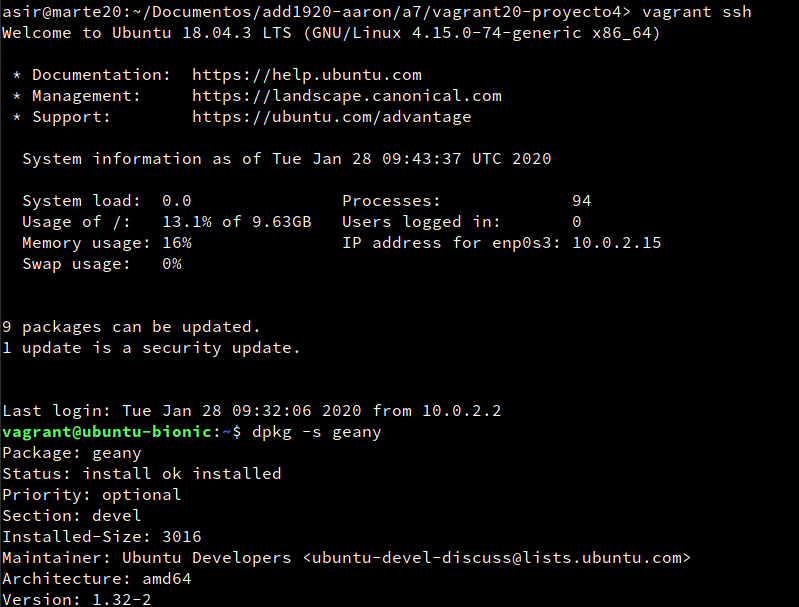 asir@marte20:~/Documentos/add1920-aaron/a7/vagrant20-proyecto4> vagrant ssh
Welcome to Ubuntu 18.04.3 LTS (GNU/Linux 4.15.0-74-generic x86_64)

 * Documentation:  https://help.ubuntu.com
 * Management:     https://landscape.canonical.com
 * Support:        https://ubuntu.com/advantage

  System information as of Tue Jan 28 09:43:37 UTC 2020

  System load:  0.0               Processes:             94
  Usage of /:   13.1% of 9.63GB   Users logged in:       0
  Memory usage: 16%               IP address for enp0s3: 10.0.2.15
  Swap usage:   0%

9 packages can be updated.
1 update is a security update.

Last login: Tue Jan 28 09:32:06 2020 from 10.0.2.2
vagrant@ubuntu-bionic:~$ dpkg -s geany
Package: geany
Status: install ok installed
Priority: optional
Section: devel
Installed-Size: 3016
Maintainer: Ubuntu Developers <ubuntu-devel-discuss@lists.ubuntu.com>
Architecture: amd64
Version: 1.32-2